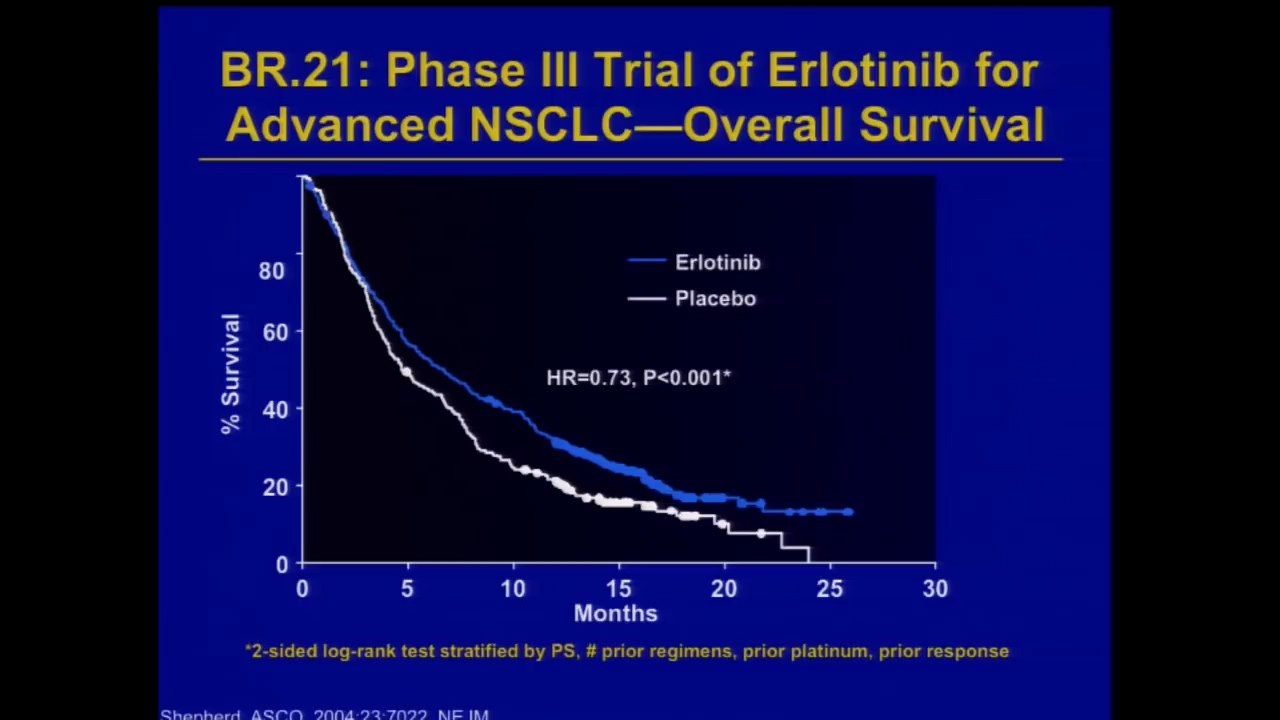 BR.21: Phase III Trial of Erlotinib for
Advanced NSCLC—Overall Survival
% Survival
80
60
40
20
0
Erlotinib
Placebo
HR=0.73, P<0.001*
0 5 10 15 20 25 30
Months
*2-sided log-rank test stratified by PS, # prior regimens, prior platinum, prior response
Shepherd, ASCO, 2004;23:7022, NEJM